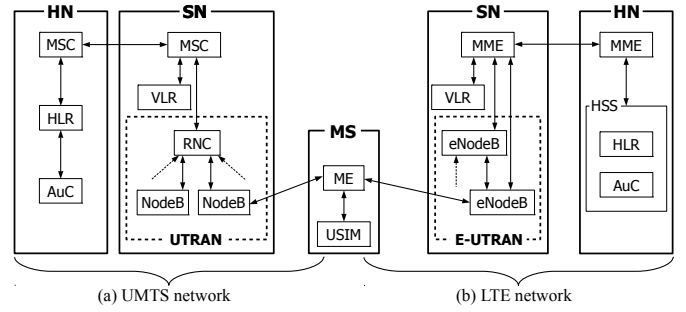 HN
SN
SN
HN
MSC
MSC
MME
MME
VLR
VLR
HSS
HLR
RNC
MS
eNodeB
HLR
ME
AuC
NodeB
NodeB
eNodeB
AuC
USIM
UTRAN
E-UTRAN
(a) UMTS network
(b) LTE network